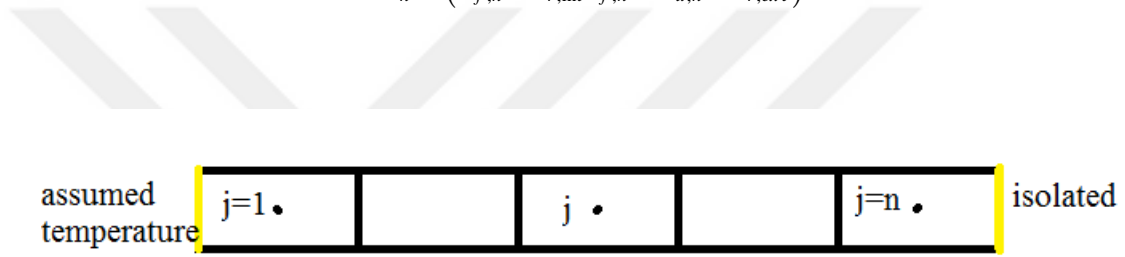 assumed
temperature
j=1
j
j=n
isolated